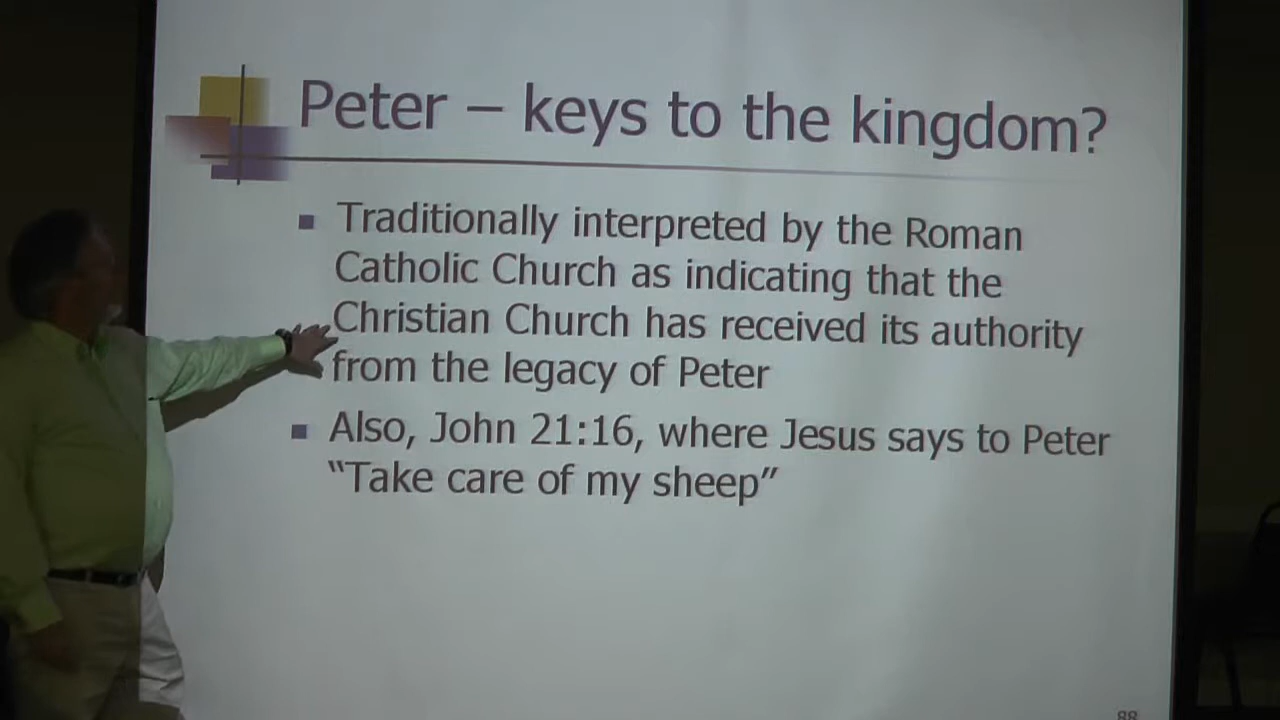 Peter – keys to the kingdom?
Traditionally interpreted by the Roman
Catholic Church as indicating that the
Christian Church has received its authority
from the legacy of Peter
Also, John 21:16, where Jesus says to Peter
“Take care of my sheep”
88